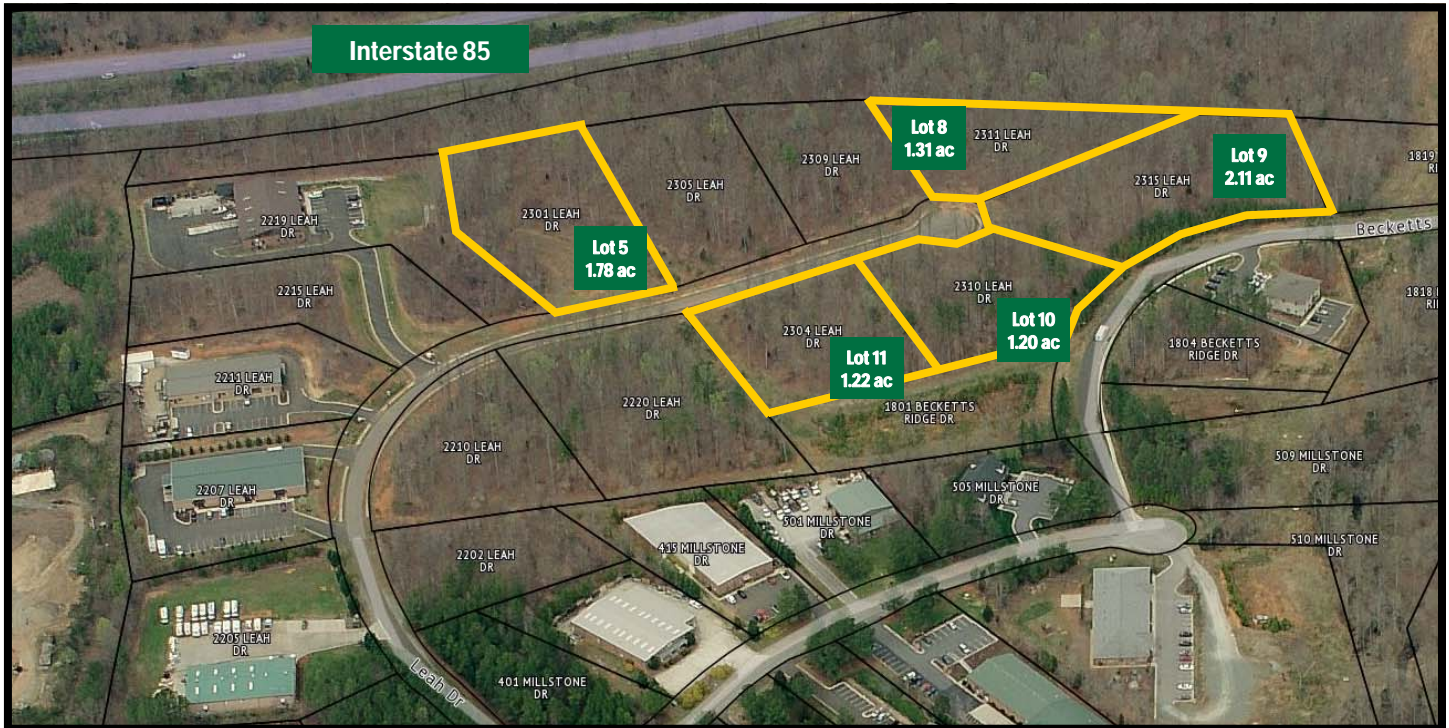 Interstate 85
Lot 8
1.31 ac
2311 LEAH
DR
Lot 9
2.11 ac
1819
RI
2309 LEAH
DR
2305 LEAH
DR
2315 LEAH
DR
2301 LEAH
DR
2219 LEAH
DR
Lot 5
1.78 ac
Becketts
2215 LEAH
DR
2310 LEAH
DR
1818
RI
Lot 10
1.20 ac
2304 LEAH
DR
Lot 11
1.22 ac
1804 BECKETTS
RIDGE DR
2211 LEAH
DR
2220 LEAH
DR
1801 BECKETTS
RIDGE DR
2210 LEAH
DR
509 MILLSTONE
DR
2207 LEAH
DR
505 MILLSTONE
DR
501 MILLSTONE
DR
415 MILLSTONE
DR
510 MILLSTONE
DR
2202 LEAH
DR
2205 LEAH
DR
401 MILLSTONE
DR
Leah Dr